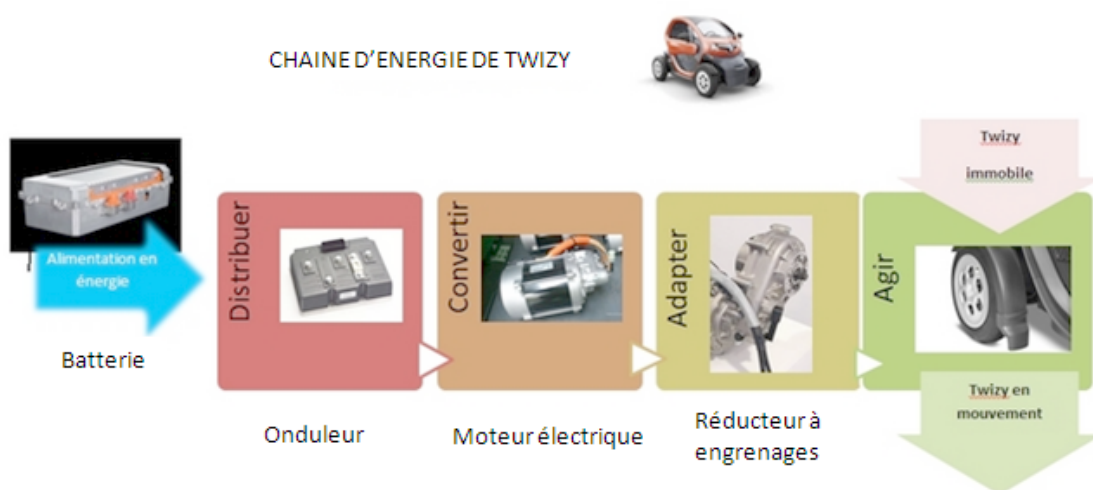 CHAINE D'ENERGIE DE TWIZY
Twizy
immobile
Alimentation en
énergie
Distribuer
Convertir
Adapter
Agir
Batterie
Twizy en
mouvement
Onduleur
Moteur électrique
Réducteur à
engrenages